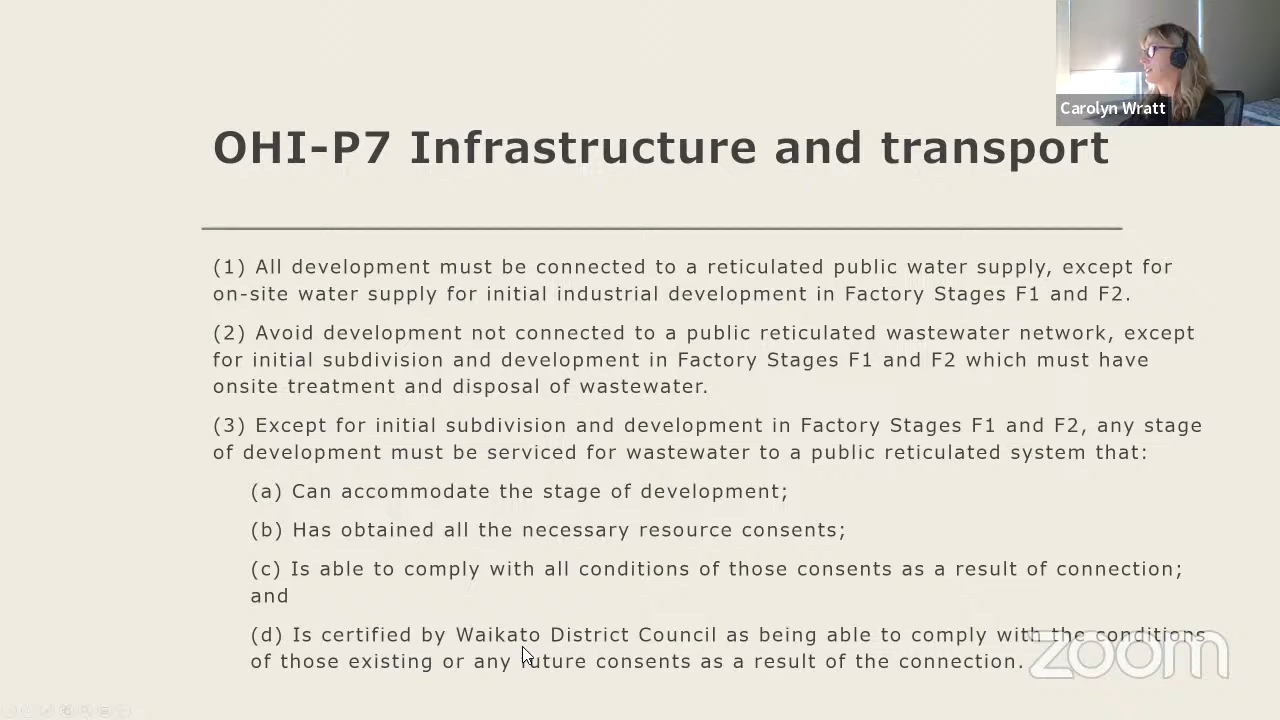 Carolyn Wratt
OHI-P7 Infrastructure and transport
(1) All development must be connected to a reticulated public water supply, except for
on-site water supply for initial industrial development in Factory Stages F1 and F2.
(2) Avoid development not connected to a public reticulated wastewater network, except
for initial subdivision and development in Factory Stages F1 and F2 which must have
onsite treatment and disposal of wastewater.
(3) Except for initial subdivision and development in Factory Stages F1 and F2, any stage
of development must be serviced for wastewater to a public reticulated system that:
(a) Can accommodate the stage of development;
(b) Has obtained all the necessary resource consents;
(c) Is able to comply with all conditions of those consents as a result of connection;
and
(d) Is certified by Waikato District Council as being able to comply with the conditions
of those existing or any future consents as a result of the connection.
zoom